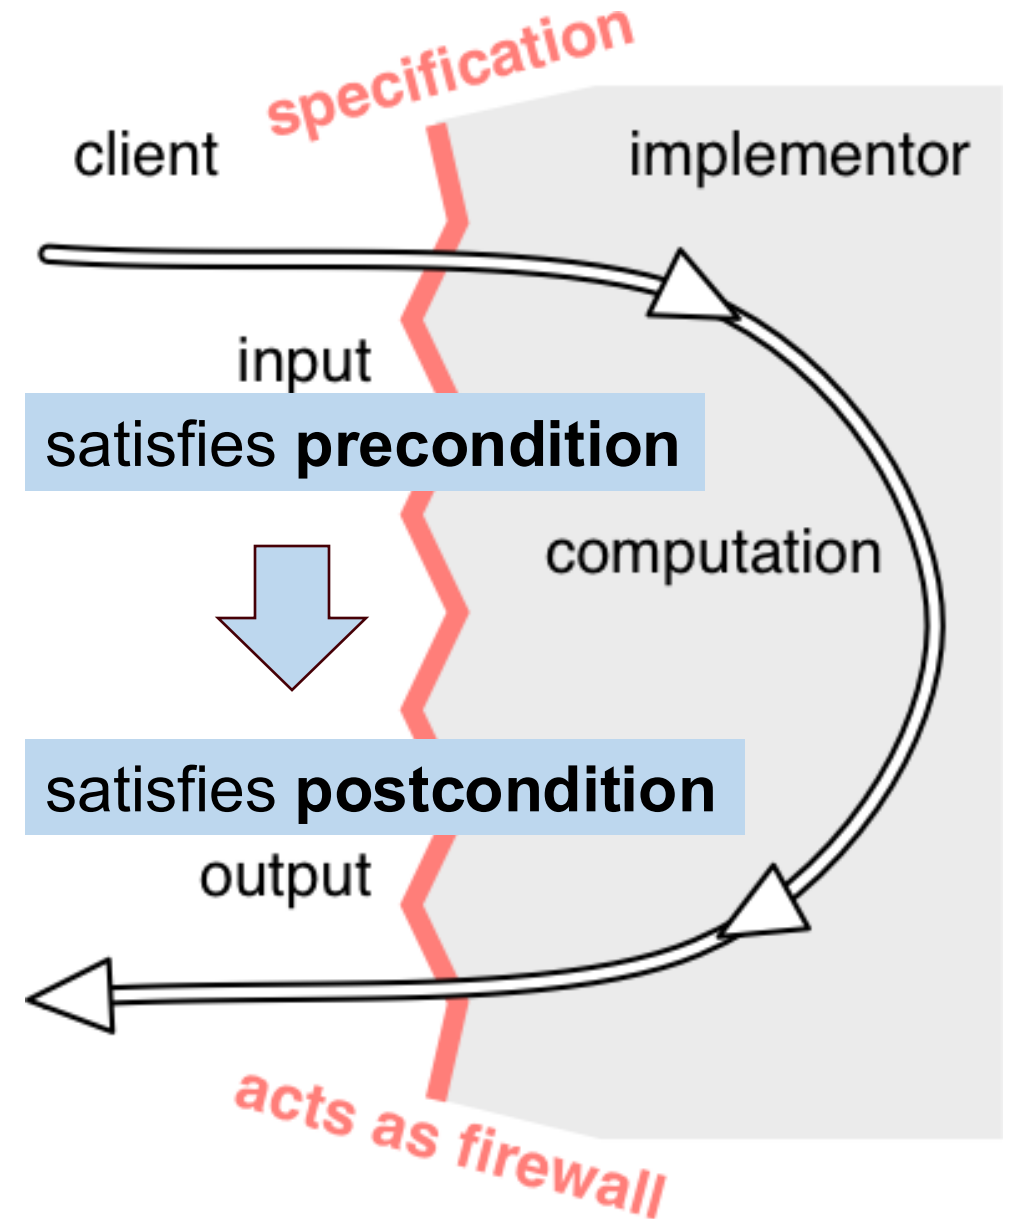 specification
client
implementor
input
satisfies precondition
computation
satisfies postcondition
output
acts as firewall